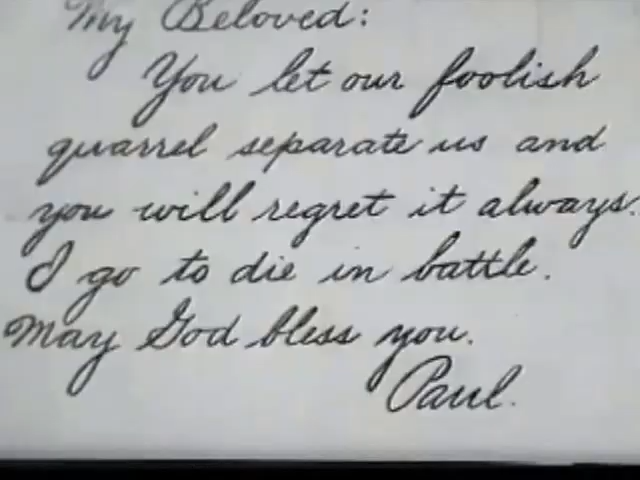 My Beloved:
You let our foolish
quarrel separate us and
you will regret it always.
I go to die in battle.
May God bless you.
Paul.